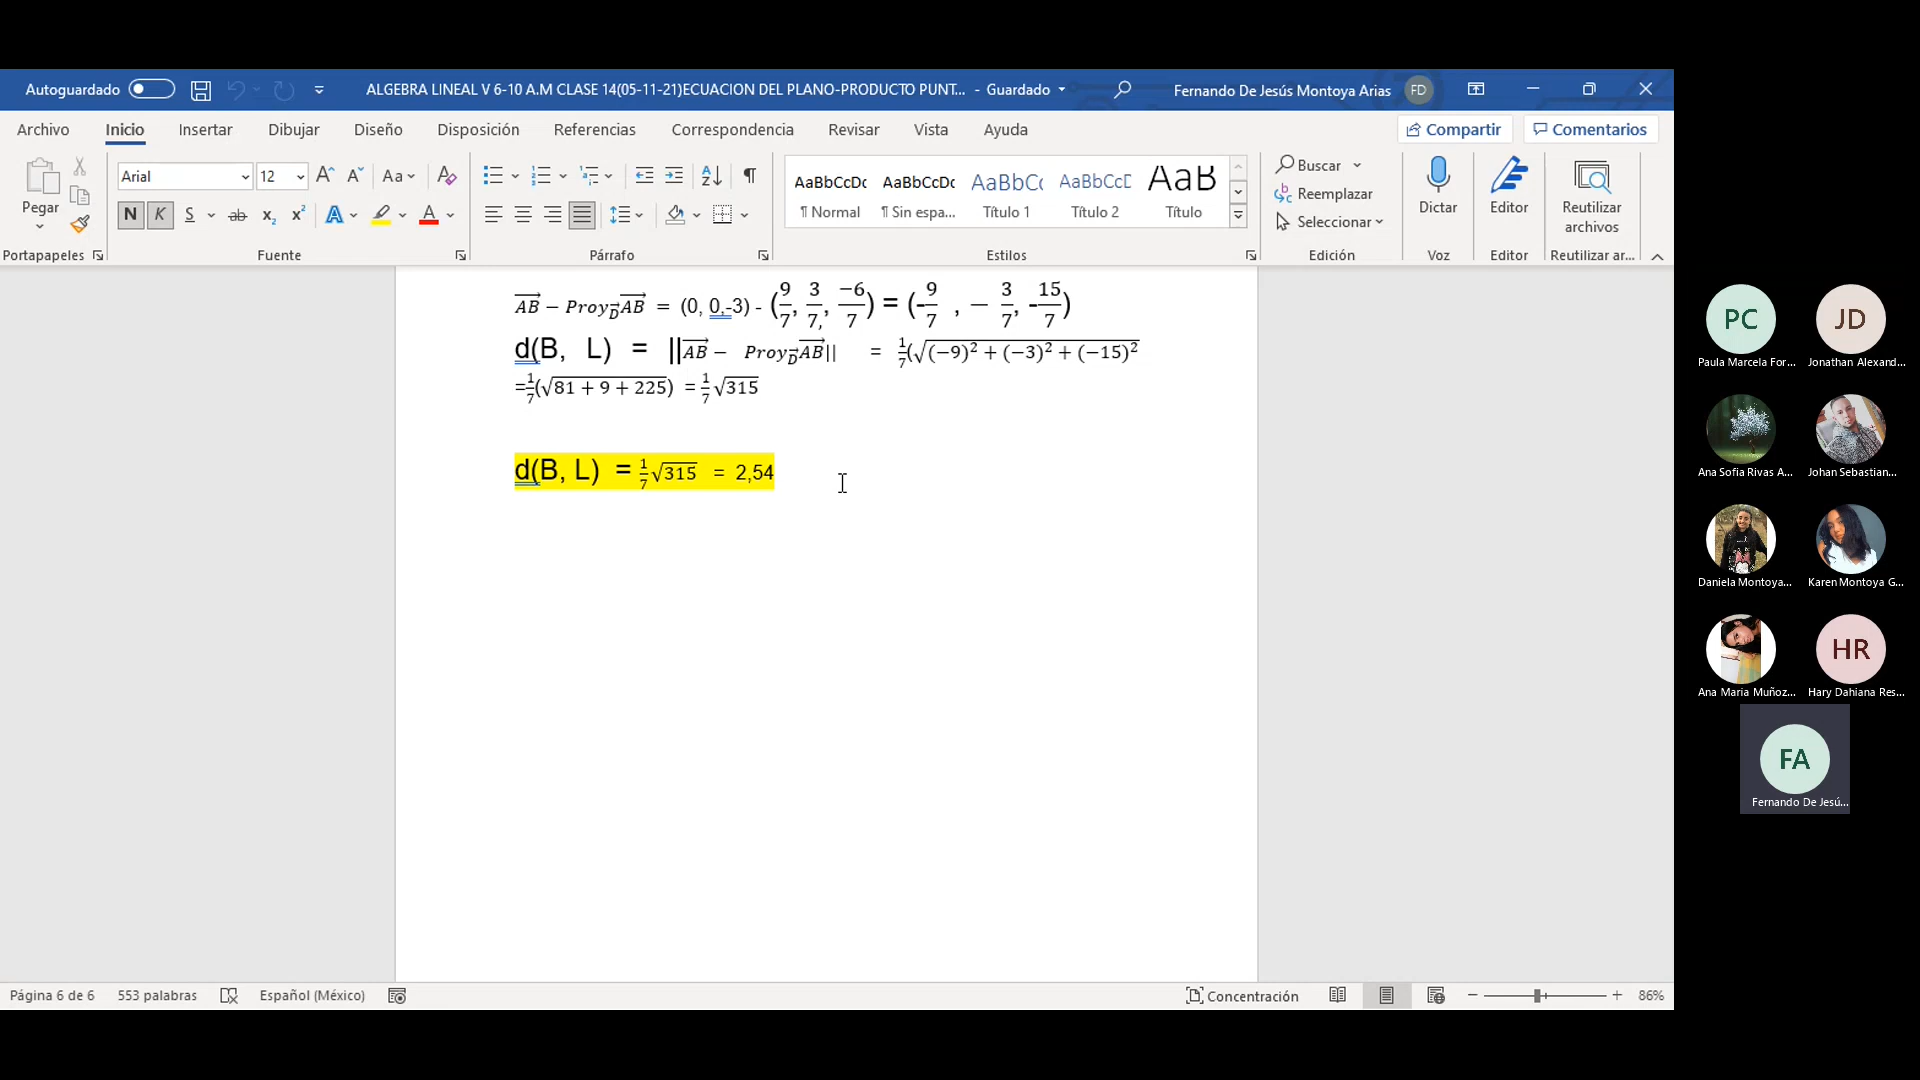 Autoguardado
ALGEBRA LINEAL V 6-10 A.M CLASE 14(05-11-21)ECUACION DEL PLANO-PRODUCTO PUNT... - Guardado
Fernando De Jesús Montoya Arias FD
Archivo Inicio Insertar Dibujar Diseño Disposición Referencias Correspondencia Revisar Vista Ayuda
Compartir Comentarios
Pegar
Arial 12 Aa
N K S ab x₂ x² A A
AaBbCcDc AaBbCcDc AaBbCc AaBbCcD AaB
¶ Normal ¶ Sin espa... Título 1 Título 2 Título
Buscar
Reemplazar
Seleccionar
Dictar
Editor
Reutilizar
archivos
Portapapeles Fuente Párrafo Estilos Edición Voz Editor Reutilizar ar...
AB − Proy_D AB = (0, 0,-3) - (9/7, 3/7, −6/7) = (-9/7 , − 3/7, -15/7)
d(B, L) = ||AB − Proy_D AB|| = 1/7(√(−9)² + (−3)² + (−15)²
=1/7(√81 + 9 + 225) = 1/7√315
d(B, L) = 1/7√315 = 2,54
PC
Paula Marcela For...
JD
Jonathan Alexand...
Ana Sofia Rivas A...
Johan Sebastian...
Daniela Montoya...
Karen Montoya G...
Ana Maria Muñoz...
HR
Hary Dahiana Res...
FA
Fernando De Jesú...
Página 6 de 6 553 palabras Español (México)
Concentración
86%